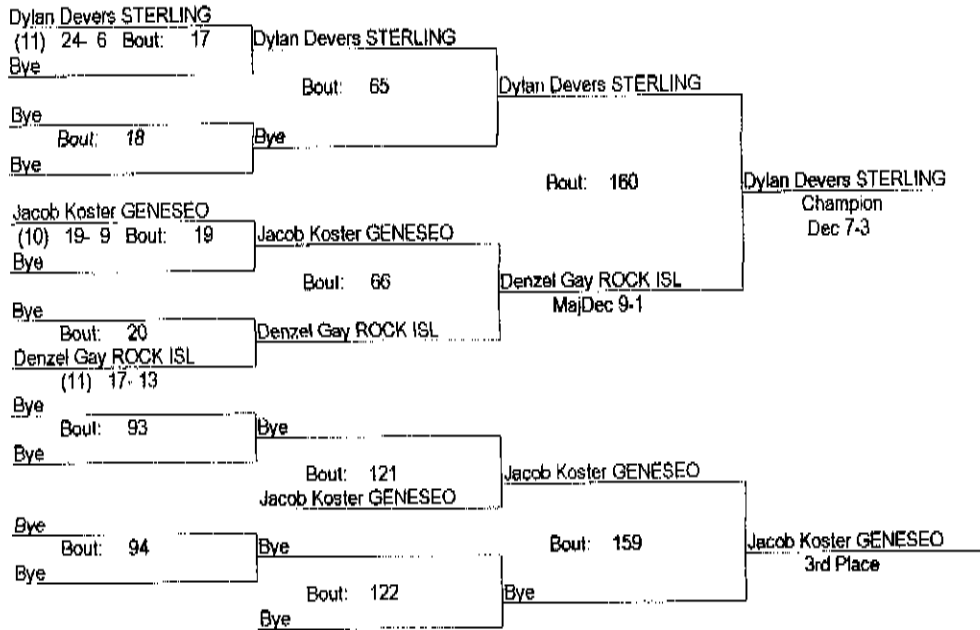 Dylan Devers STERLING
(11) 24- 6 Bout: 17
Bye
Dylan Devers STERLING
Bout: 65
Bye
Bout: 18
Bye
Bye
Dylan Devers STERLING
Bout: 160
Dylan Devers STERLING
Champion
Dec 7-3
Jacob Koster GENESEO
(10) 19- 9 Bout: 19
Bye
Jacob Koster GENESEO
Bout: 66
Bye
Bout: 20
Denzel Gay ROCK ISL
(11) 17- 13
Denzel Gay ROCK ISL
Denzel Gay ROCK ISL
MajDec 9-1
Bye
Bout: 93
Bye
Bye
Bout: 121
Jacob Koster GENESEO
Jacob Koster GENESEO
Bye
Bout: 94
Bye
Bye
Bout: 122
Bye
Bout: 159
Bye
Jacob Koster GENESEO
3rd Place